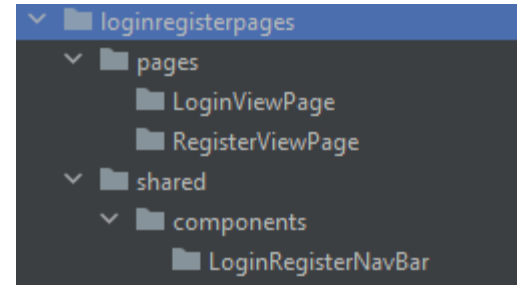 loginregisterpages
pages
LoginViewPage
RegisterViewPage
shared
components
LoginRegisterNavBar